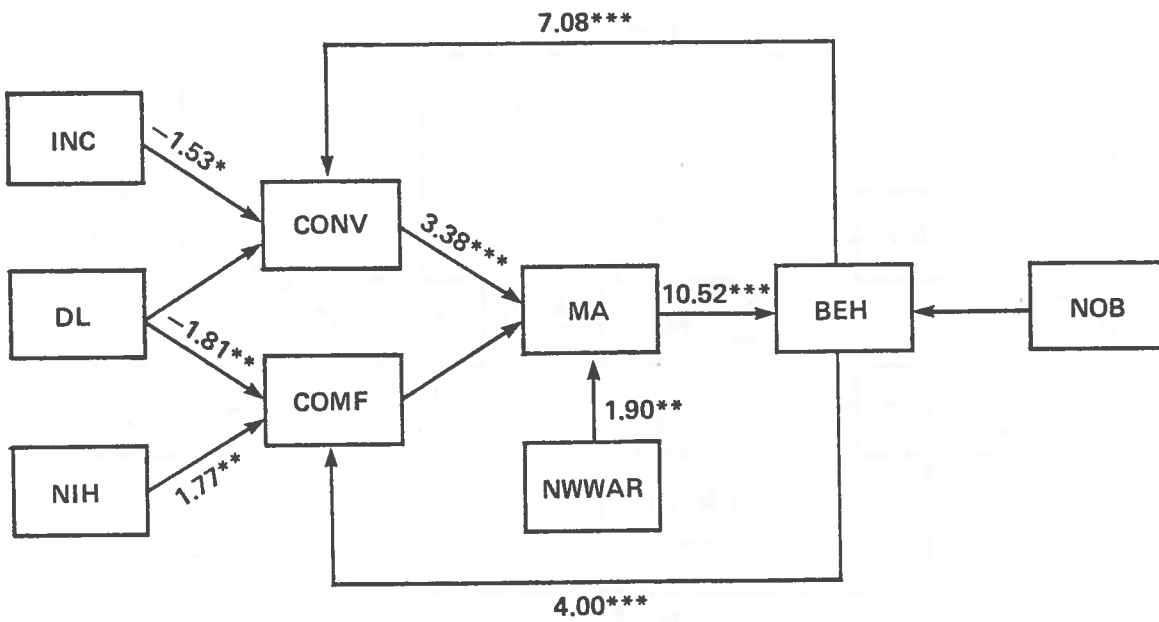 7.08***
INC
−1.53*
CONV
3.38***
DL
−1.81**
MA
10.52***
BEH
NOB
COMF
1.90**
NIH
1.77**
NWWAR
4.00***